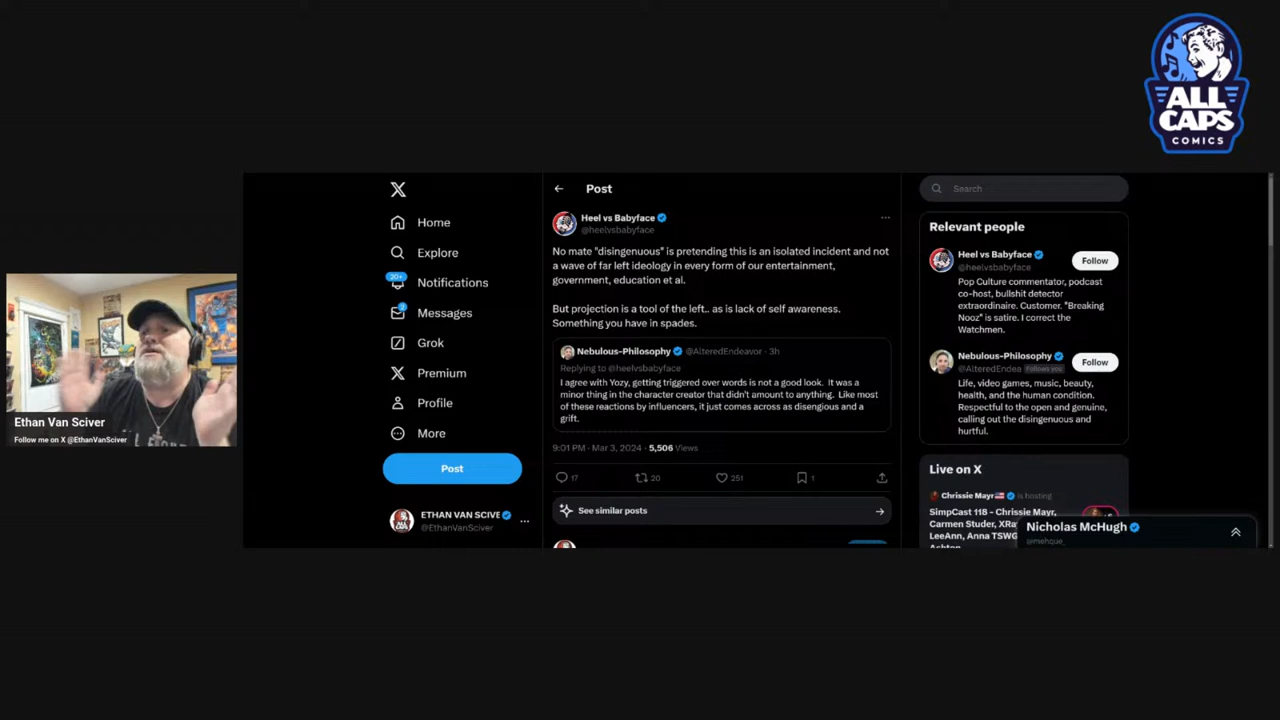 ALL
CAPS
COMICS
Ethan Van Sciver
Follow me on X @EthanVanSciver
Home
Explore
20+
Notifications
2
Messages
Grok
Premium
Profile
More
Post
ETHAN VAN SCIVE
@EthanVanSciver
Post
Heel vs Babyface
@heelvsbabyface
No mate "disingenuous" is pretending this is an isolated incident and not
a wave of far left ideology in every form of our entertainment,
government, education et al.
But projection is a tool of the left.. as is lack of self awareness.
Something you have in spades.
Nebulous-Philosophy @AlteredEndeavor · 3h
Replying to @heelvsbabyface
I agree with Yozy, getting triggered over words is not a good look. It was a
minor thing in the character creator that didn't amount to anything. Like most
of these reactions by influencers, it just comes across as disengious and a
grift.
9:01 PM · Mar 3, 2024 · 5,506 Views
17
20
251
1
See similar posts
Search
Relevant people
Heel vs Babyface
@heelvsbabyface
Follow
Pop Culture commentator, podcast
co-host, bullshit detector
extraordinaire. Customer. "Breaking
Nooz" is satire. I correct the
Watchmen.
Nebulous-Philosophy
@AlteredEndea Follows you
Follow
Life, video games, music, beauty,
health, and the human condition.
Respectful to the open and genuine,
calling out the disingenuous and
hurtful.
Live on X
Chrissie Mayr is hosting
SimpCast 118 - Chrissie Mayr,
Carmen Studer, XRa
LeeAnn, Anna TSWG
Ashton
Nicholas McHugh
@mehque_